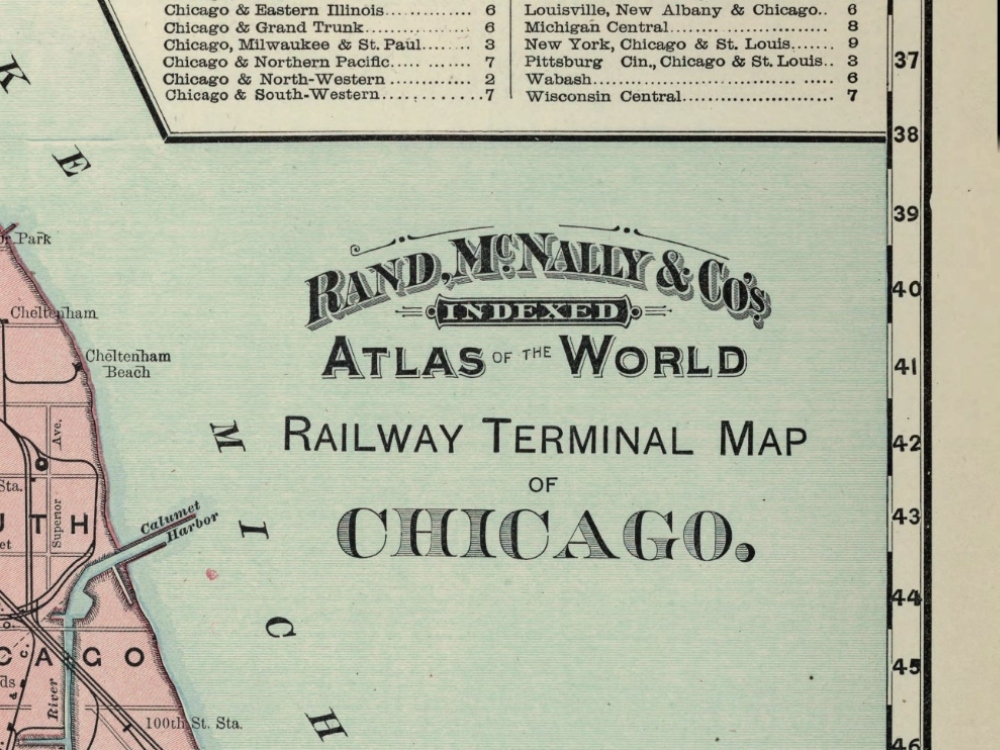 Chicago & Eastern Illinois............ 6
Chicago & Grand Trunk............... 6
Chicago, Milwaukee & St. Paul....... 3
Chicago & Northern Pacific.... ....... 7
Chicago & North-Western ............ 2
Chicago & South-Western............. 7
Louisville, New Albany & Chicago.. 6
Michigan Central....................... 8
New York, Chicago & St. Louis...... 9
Pittsburg Cin., Chicago & St. Louis.. 3
Wabash................................... 6
Wisconsin Central...................... 7
37
38
39
40
41
42
43
44
45
46
K
E
Park
Cheltenham
Cheltenham
Beach
RAND, McNALLY & Co's
INDEXED
ATLAS OF THE WORLD
RAILWAY TERMINAL MAP
OF
CHICAGO.
M
I
C
H
Ave.
Superior
Sta.
UTH
Calumet
Harbor
CAGO
River
100th St. Sta.